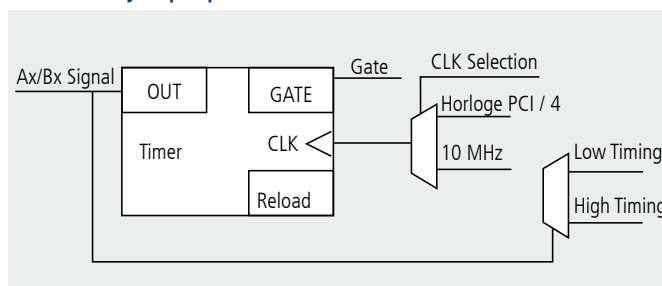 Ax/Bx Signal
OUT
GATE
Gate
CLK Selection
Horloge PCI / 4
CLK
Timer
10 MHz
Low Timing
Reload
High Timing